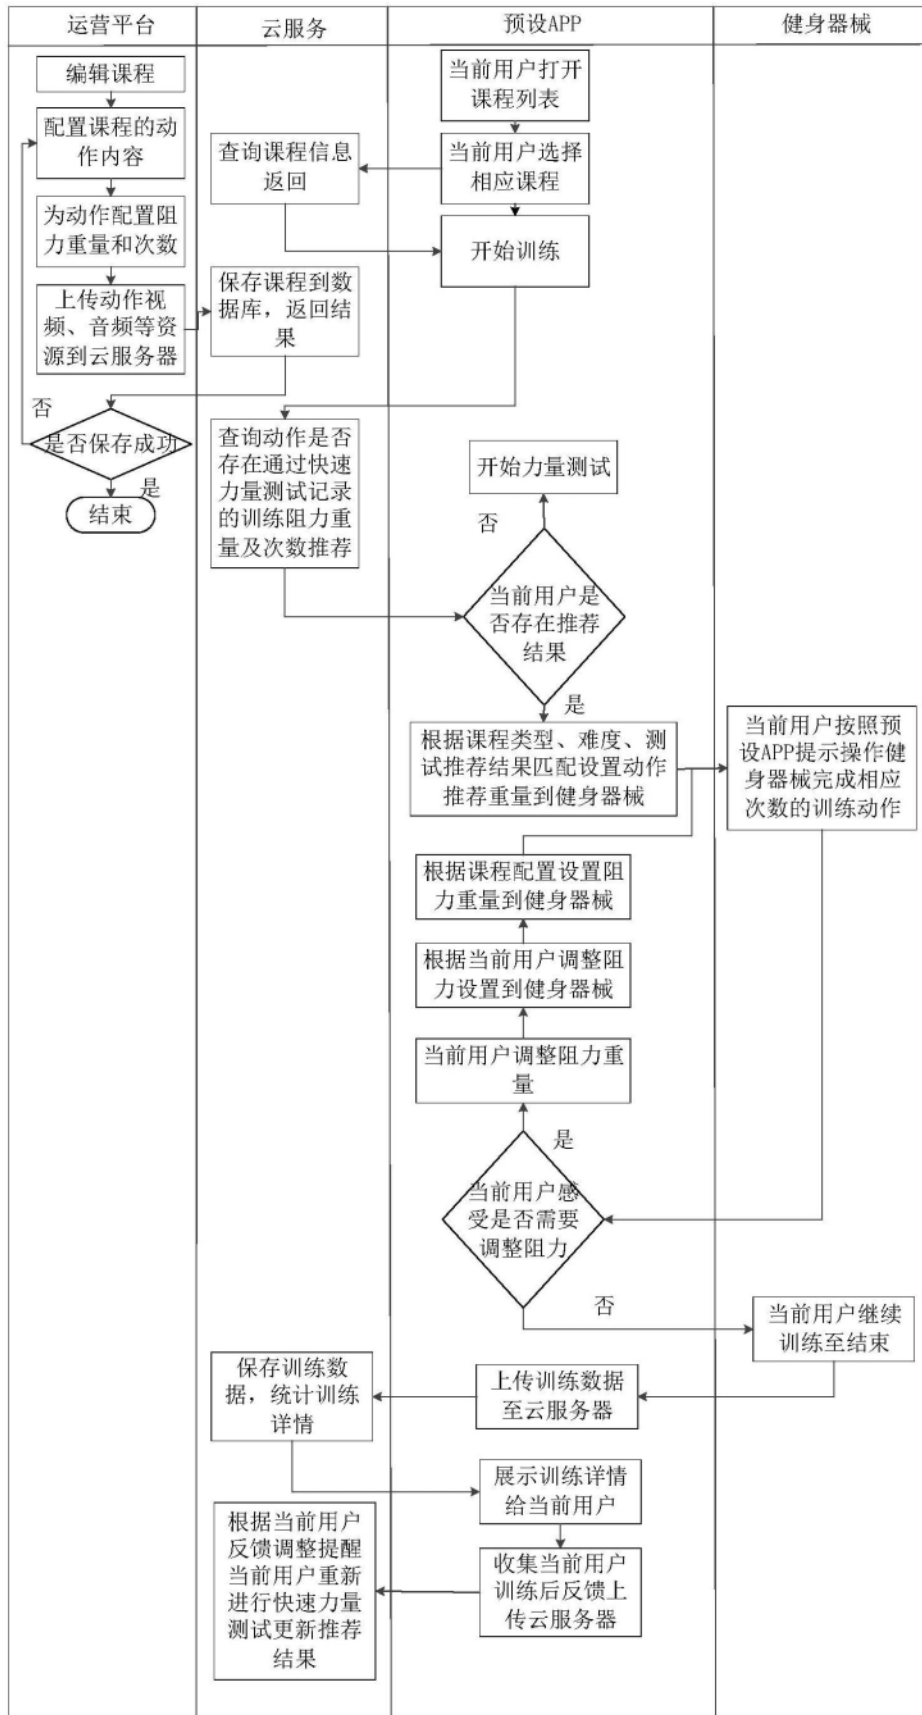 运营平台
云服务
预设APP
健身器械
编辑课程
配置课程的动
作内容
为动作配置阻
力重量和次数
上传动作视
频、音频等资
源到云服务器
否
是否保存成功
是
结束
查询课程信息
返回
保存课程到数
据库，返回结
果
查询动作是否
存在通过快速
力量测试记录
的训练阻力重
量及次数推荐
当前用户打开
课程列表
当前用户选择
相应课程
开始训练
开始力量测试
否
当前用户是
否存在推荐
结果
是
根据课程类型、难度、测
试推荐结果匹配设置动作
推荐重量到健身器械
当前用户按照预
设APP提示操作健
身器械完成相应
次数的训练动作
根据课程配置设置阻
力重量到健身器械
根据当前用户调整阻
力设置到健身器械
当前用户调整阻力重
量
是
当前用户感
受是否需要
调整阻力
否
当前用户继续
训练至结束
上传训练数据
至云服务器
保存训练数
据，统计训练
详情
展示训练详情
给当前用户
收集当前用户
训练后反馈上
传云服务器
根据当前用户
反馈调整提醒
当前用户重新
进行快速力量
测试更新推荐
结果